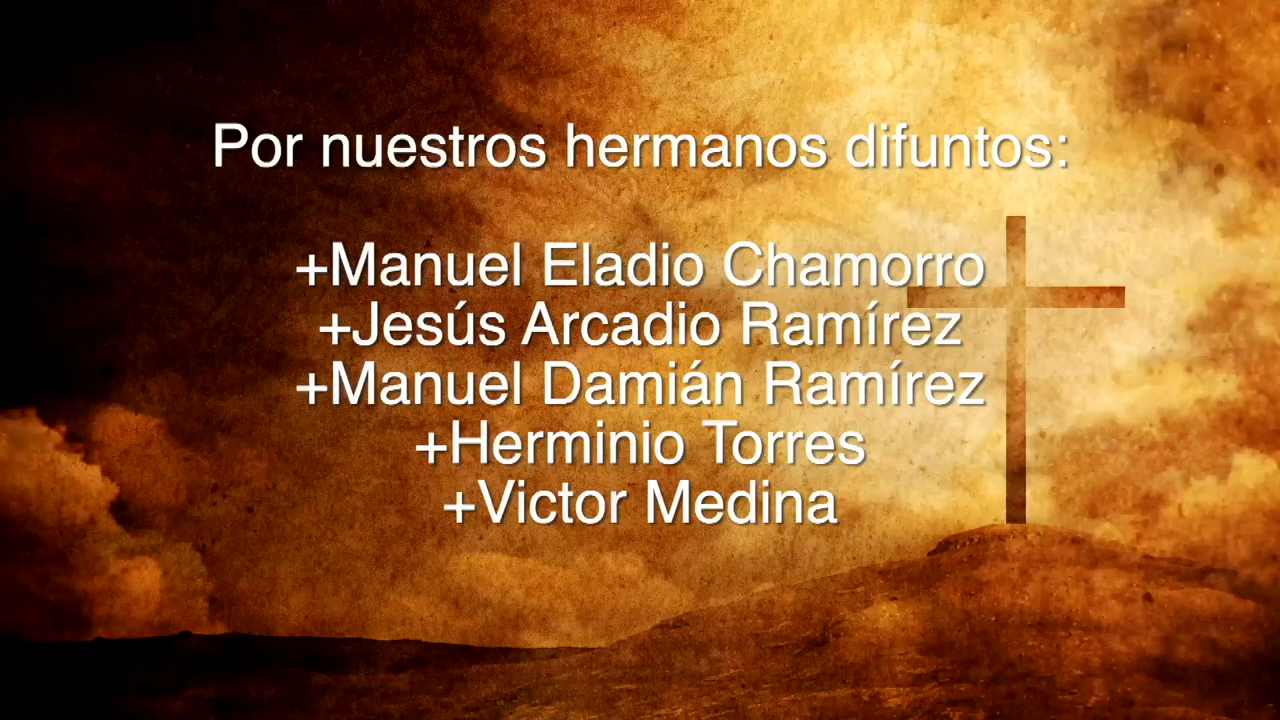 Por nuestros hermanos difuntos:
+Manuel Eladio Chamorro
+Jesús Arcadio Ramírez
+Manuel Damián Ramírez
+Herminio Torres
+Victor Medina